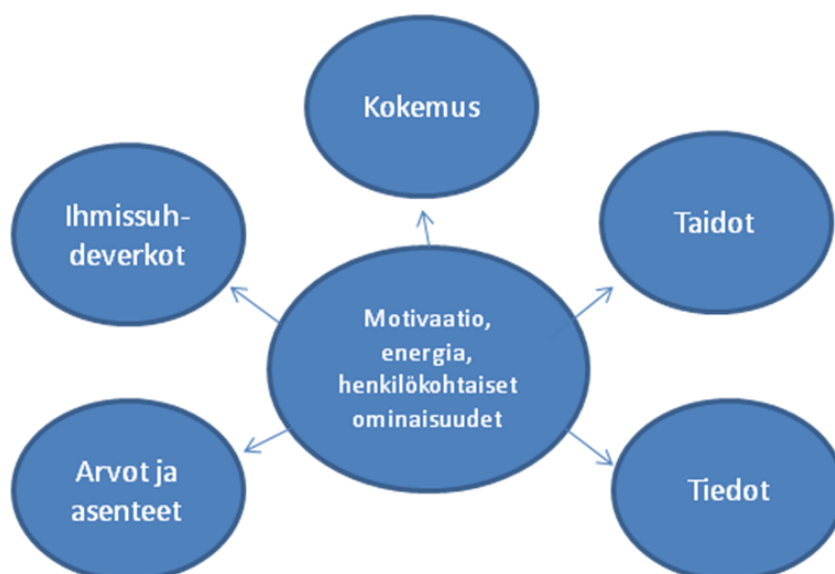 Kokemus
Ihmissuh-
deverkot
Taidot
Motivaatio,
energia,
henkilökohtaiset
ominaisuudet
Arvot ja
asenteet
Tiedot